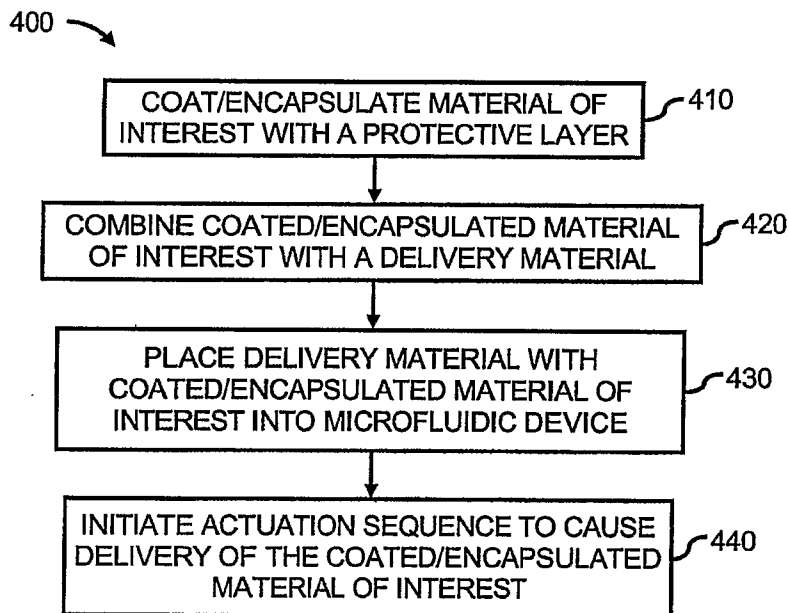 400
COAT/ENCAPSULATE MATERIAL OF
INTEREST WITH A PROTECTIVE LAYER
410
COMBINE COATED/ENCAPSULATED MATERIAL
OF INTEREST WITH A DELIVERY MATERIAL
420
PLACE DELIVERY MATERIAL WITH
COATED/ENCAPSULATED MATERIAL OF
INTEREST INTO MICROFLUIDIC DEVICE
430
INITIATE ACTUATION SEQUENCE TO CAUSE
DELIVERY OF THE COATED/ENCAPSULATED
MATERIAL OF INTEREST
440